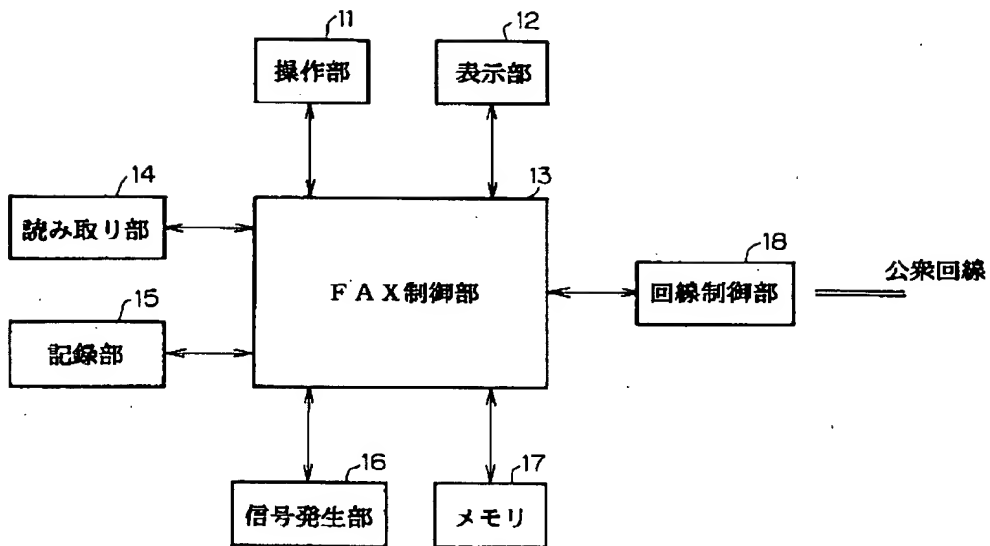 11
操作部
12
表示部
13
FAX制御部
14
読み取り部
15
記録部
16
信号発生部
17
メモリ
18
回線制御部
公衆回線